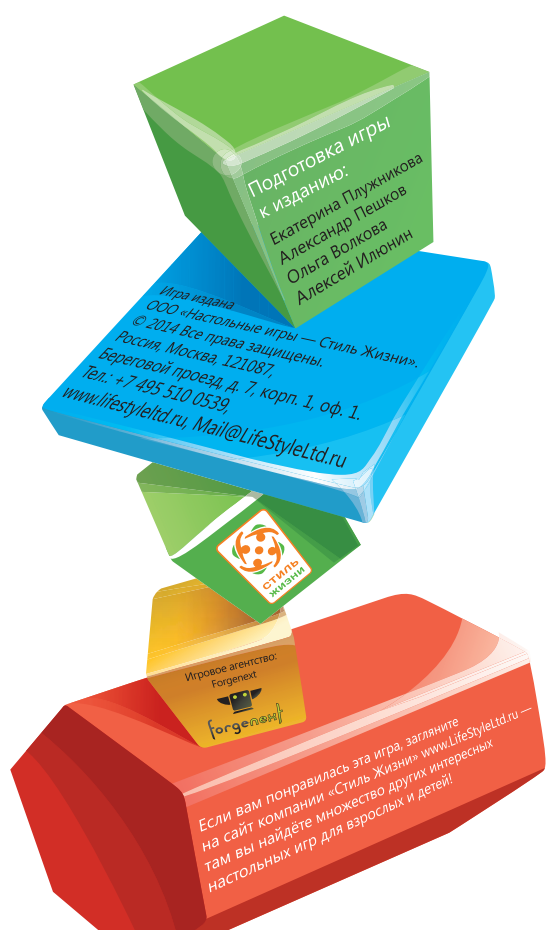 Подготовка игры
к изданию:
Екатерина Плужникова
Александр Пешков
Ольга Волкова
Алексей Илюнин
Игра издана
ООО «Настольные игры — Стиль Жизни».
© 2014 Все права защищены.
Россия, Москва, 121087,
Береговой проезд, д. 7, корп. 1, оф. 1.
Тел.: +7 495 510 0539,
www.lifestyleltd.ru, Mail@LifeStyleLtd.ru
СТИЛЬ
ЖИЗНИ
Игровое агентство:
Forgenext
forgenext
Если вам понравилась эта игра, загляните
на сайт компании «Стиль Жизни» www.LifeStyleLtd.ru —
там вы найдёте множество других интересных
настольных игр для взрослых и детей!